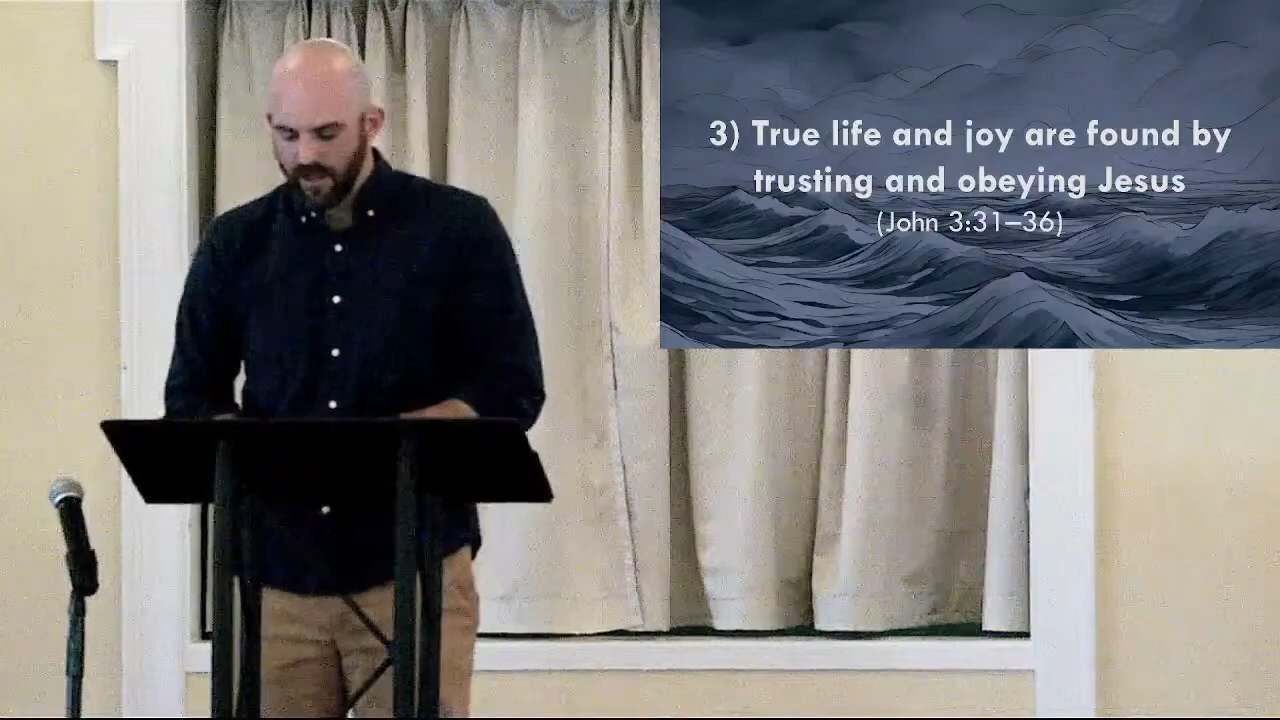 3) True life and joy are found by
trusting and obeying Jesus
(John 3:31–36)